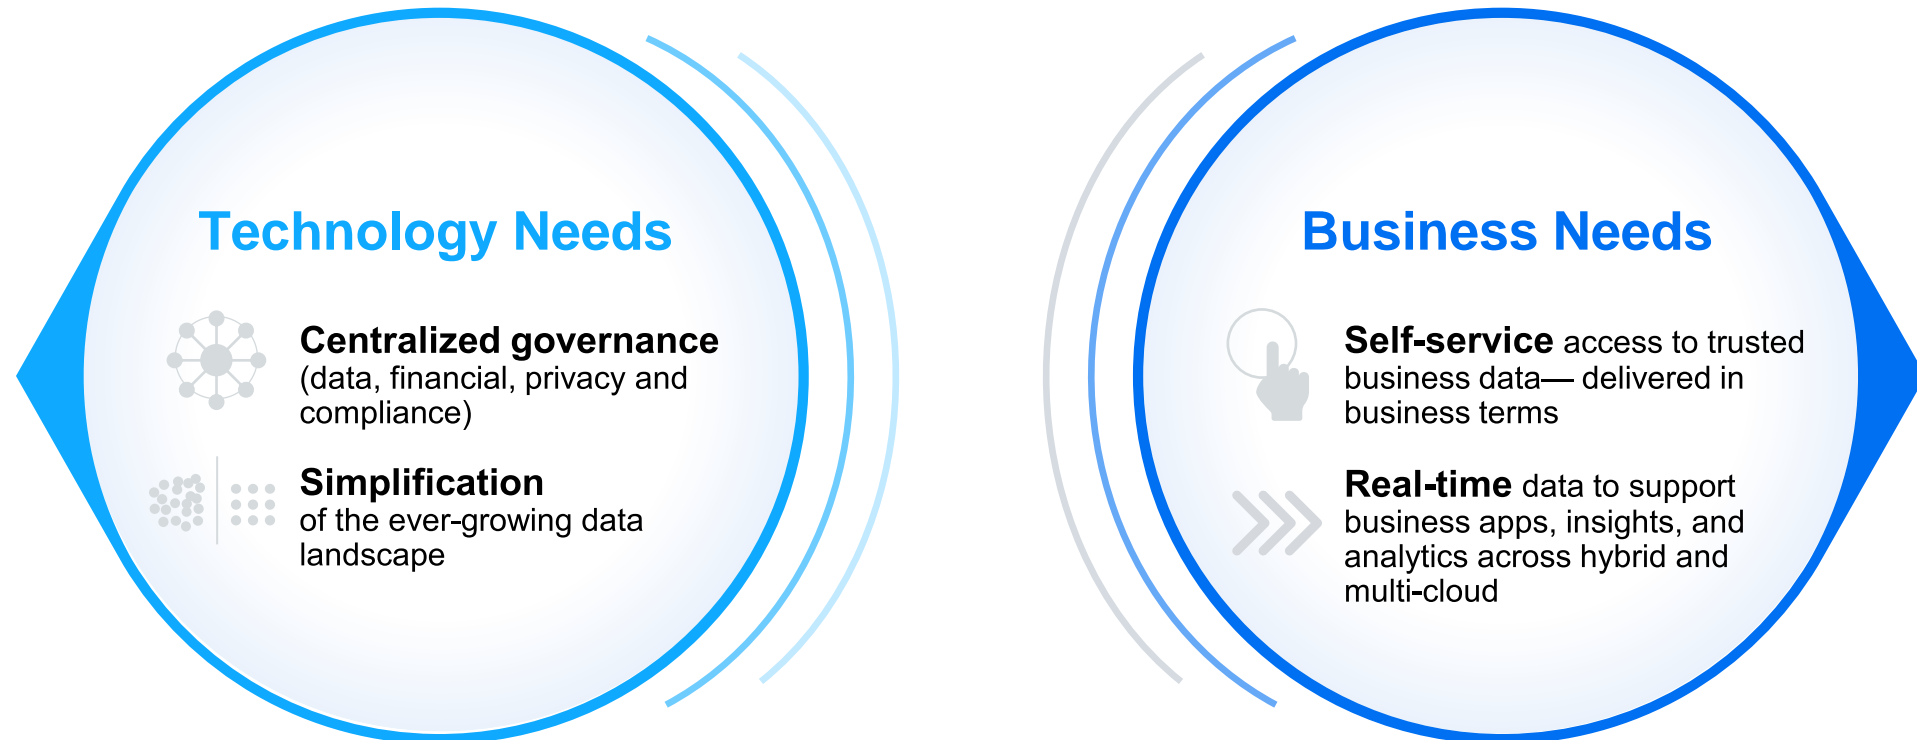 Technology Needs
Centralized governance
(data, financial, privacy and
compliance)
Simplification
of the ever-growing data
landscape
Business Needs
Self-service access to trusted
business data— delivered in
business terms
Real-time data to support
business apps, insights, and
analytics across hybrid and
multi-cloud